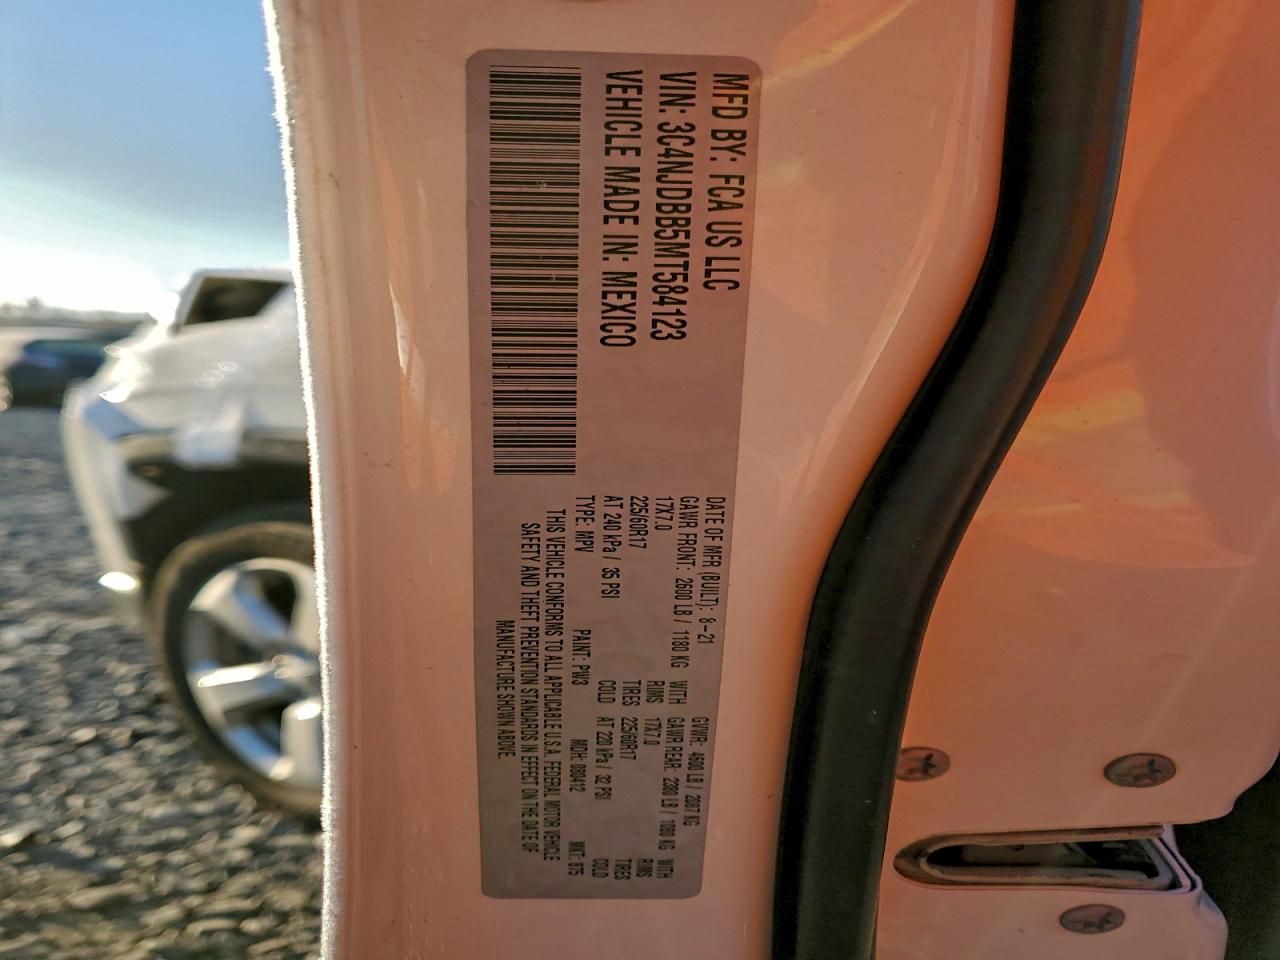 MFD BY: FCA US LLC
VIN: 3C4NJDBB5MT584123
VEHICLE MADE IN: MEXICO
DATE OF MFR (BUILT): 8-21 GVWR: 4600 LB / 2087 KG
GAWR FRONT: 2600 LB / 1180 KG WITH GAWR REAR: 2380 LB / 1080 KG WITH
17X7.0 RIMS 17X7.0 RIMS
225/60R17 TIRES 225/60R17 TIRES
AT 240 kPa / 35 PSI COLD AT 220 kPa / 32 PSI COLD
TYPE: MPV PAINT: PW3 MDH: 080412 MKT: 875
THIS VEHICLE CONFORMS TO ALL APPLICABLE U.S.A. FEDERAL MOTOR VEHICLE
SAFETY AND THEFT PREVENTION STANDARDS IN EFFECT ON THE DATE OF
MANUFACTURE SHOWN ABOVE.